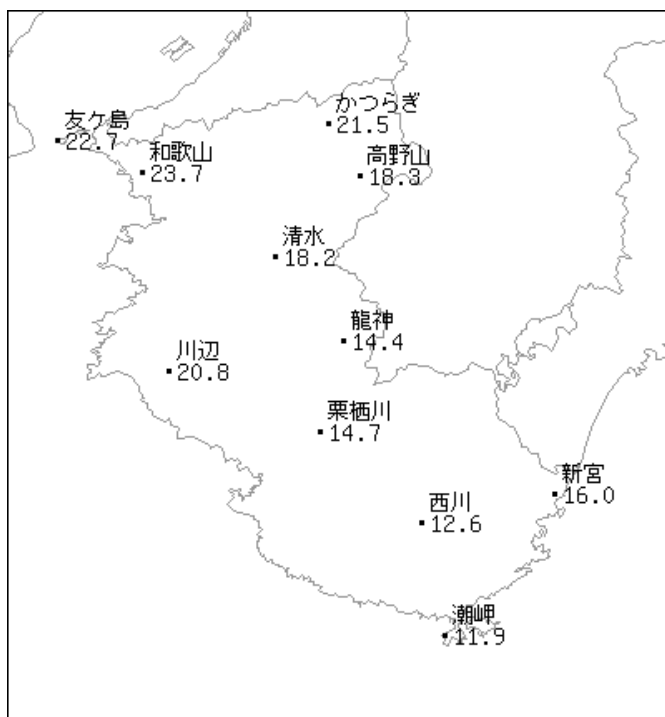 かつらぎ
21.5
友ケ島
22.7
和歌山
23.7
高野山
18.3
清水
18.2
龍神
14.4
川辺
20.8
栗栖川
14.7
新宮
16.0
西川
12.6
潮岬
11.9